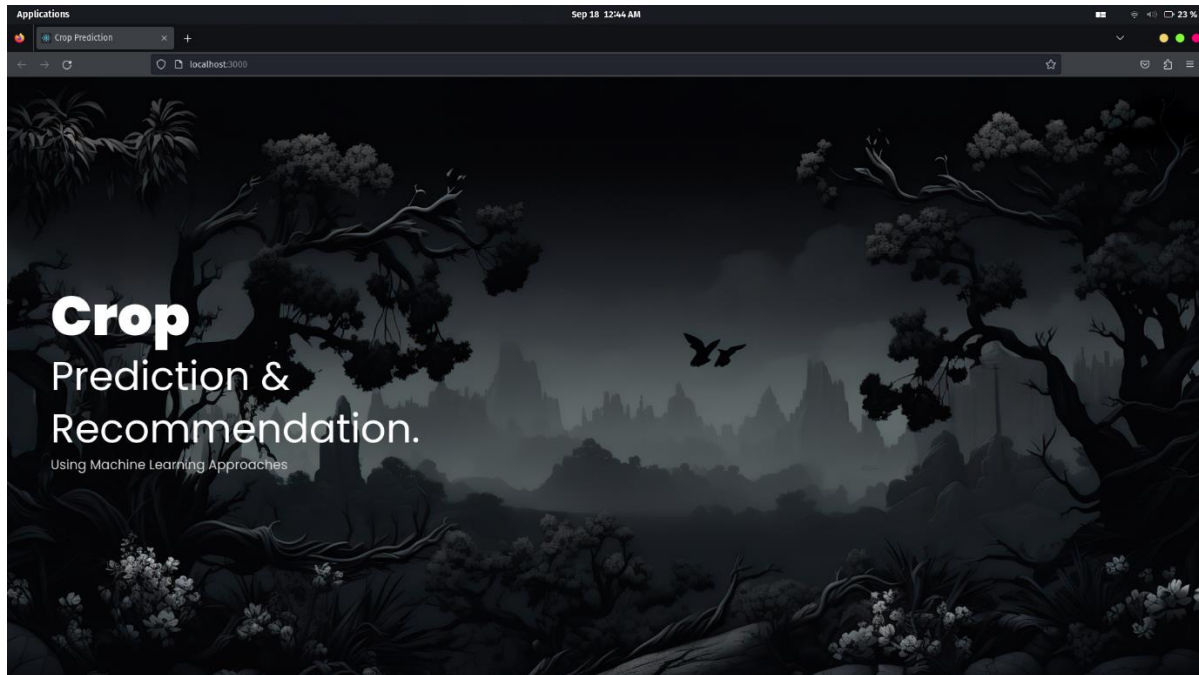 Applications
Sep 18 12:44 AM
23 %
Crop Prediction
localhost:3000
Crop
Prediction &
Recommendation.
Using Machine Learning Approaches